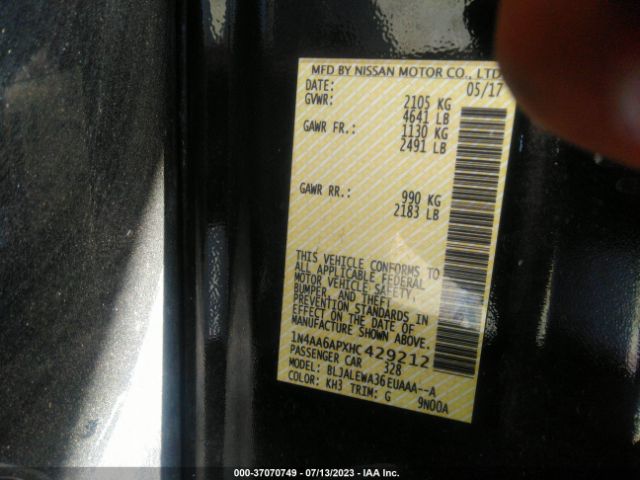 MFD BY NISSAN MOTOR CO., LTD
DATE: 05/17
GVWR: 2105 KG
4641 LB
GAWR FR.: 1130 KG
2491 LB
GAWR RR.: 990 KG
2183 LB
THIS VEHICLE CONFORMS TO
ALL APPLICABLE FEDERAL
MOTOR VEHICLE SAFETY,
BUMPER, AND THEFT
PREVENTION STANDARDS IN
EFFECT ON THE DATE OF
MANUFACTURE SHOWN ABOVE.
1N4AA6APXHC429212
PASSENGER CAR 328
MODEL: BLJALEWA36EUAAA--A
COLOR: KH3 TRIM: G 9N00A
000-37070749 - 07/13/2023 - IAA Inc.